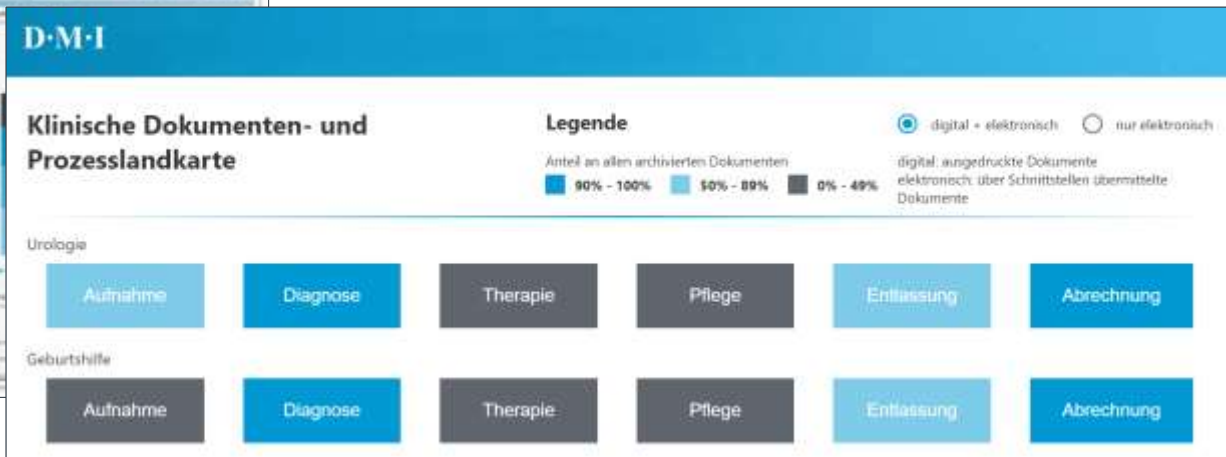 D·M·I
Klinische Dokumenten- und
Prozesslandkarte
Legende
Anteil an allen archivierten Dokumenten
90% - 100% 50% - 89% 0% - 49%
digital + elektronisch nur elektronisch
digital: ausgedruckte Dokumente
elektronisch: über Schnittstellen übermittelte
Dokumente
Urologie
Aufnahme Diagnose Therapie Pflege Entlassung Abrechnung
Geburtshilfe
Aufnahme Diagnose Therapie Pflege Entlassung Abrechnung